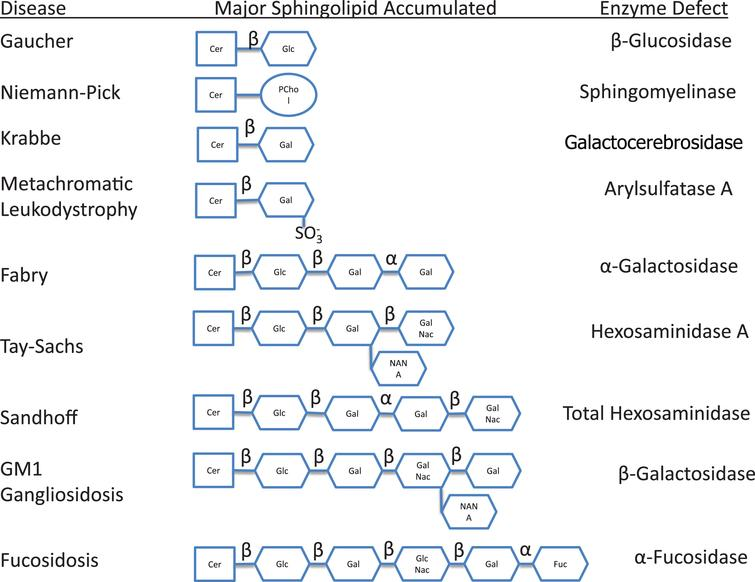 Disease Major Sphingolipid Accumulated Enzyme Defect
Gaucher Cer β Glc β-Glucosidase
Niemann-Pick Cer PCho
l Sphingomyelinase
Krabbe Cer β Gal Galactocerebrosidase
Metachromatic
Leukodystrophy Cer β Gal Arylsulfatase A
SO3-
Fabry Cer β Glc β Gal α Gal α-Galactosidase
Tay-Sachs Cer β Glc β Gal β Gal
Nac Hexosaminidase A
NAN
A
Sandhoff Cer β Glc β Gal α Gal β Gal
Nac Total Hexosaminidase
GM1
Gangliosidosis Cer β Glc β Gal β Gal
Nac β Gal β-Galactosidase
NAN
A
Fucosidosis Cer β Glc β Gal β Glc
Nac β Gal α Fuc α-Fucosidase